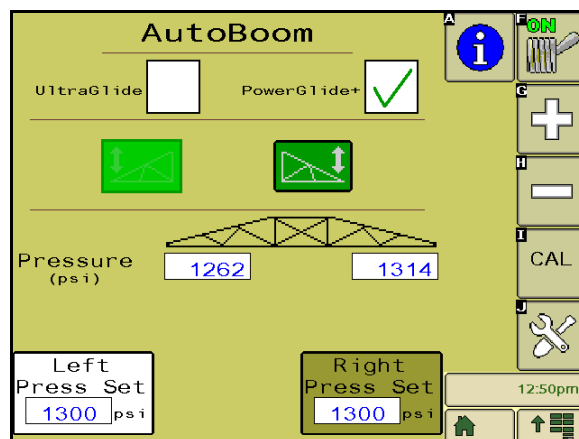 AutoBoom
UltraGlide
PowerGlide+
Pressure
(psi)
1262
1314
Left
Press Set
1300 psi
Right
Press Set
1300 psi
A
F
ON
G
H
I
CAL
J
12:50pm